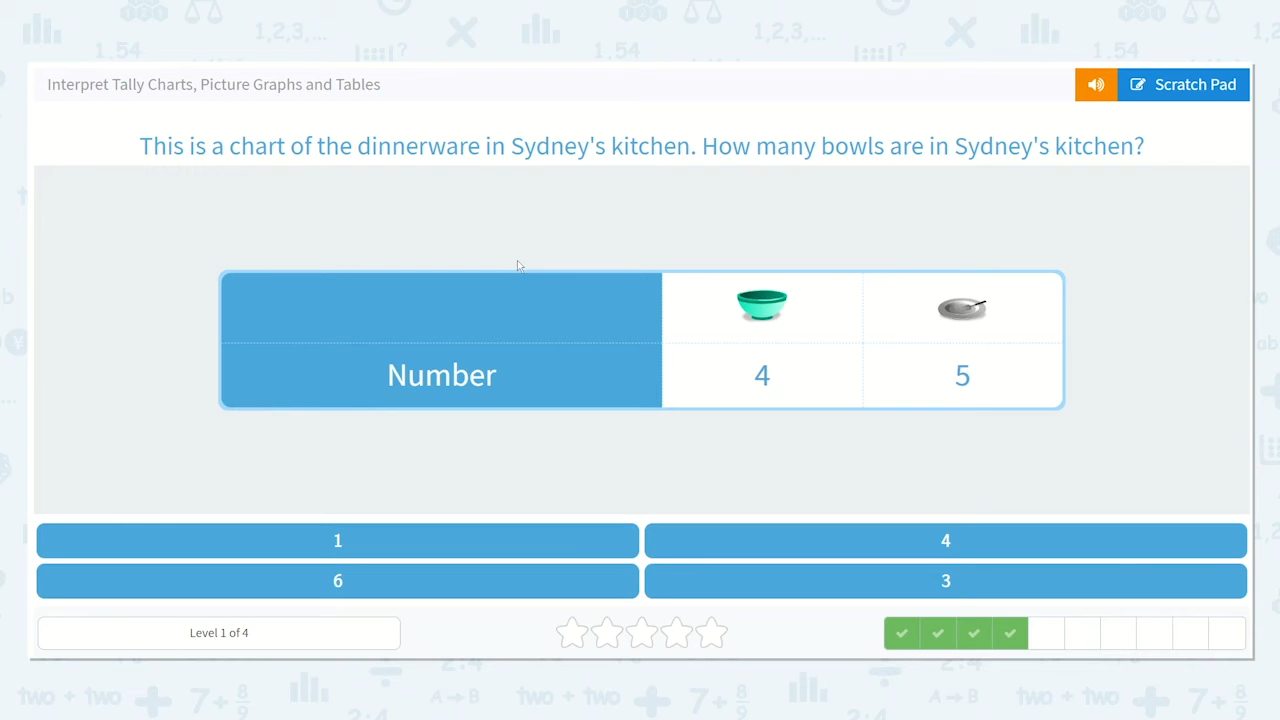 Interpret Tally Charts, Picture Graphs and Tables
Scratch Pad
This is a chart of the dinnerware in Sydney's kitchen. How many bowls are in Sydney's kitchen?
Number 4 5
1 4
6 3
Level 1 of 4